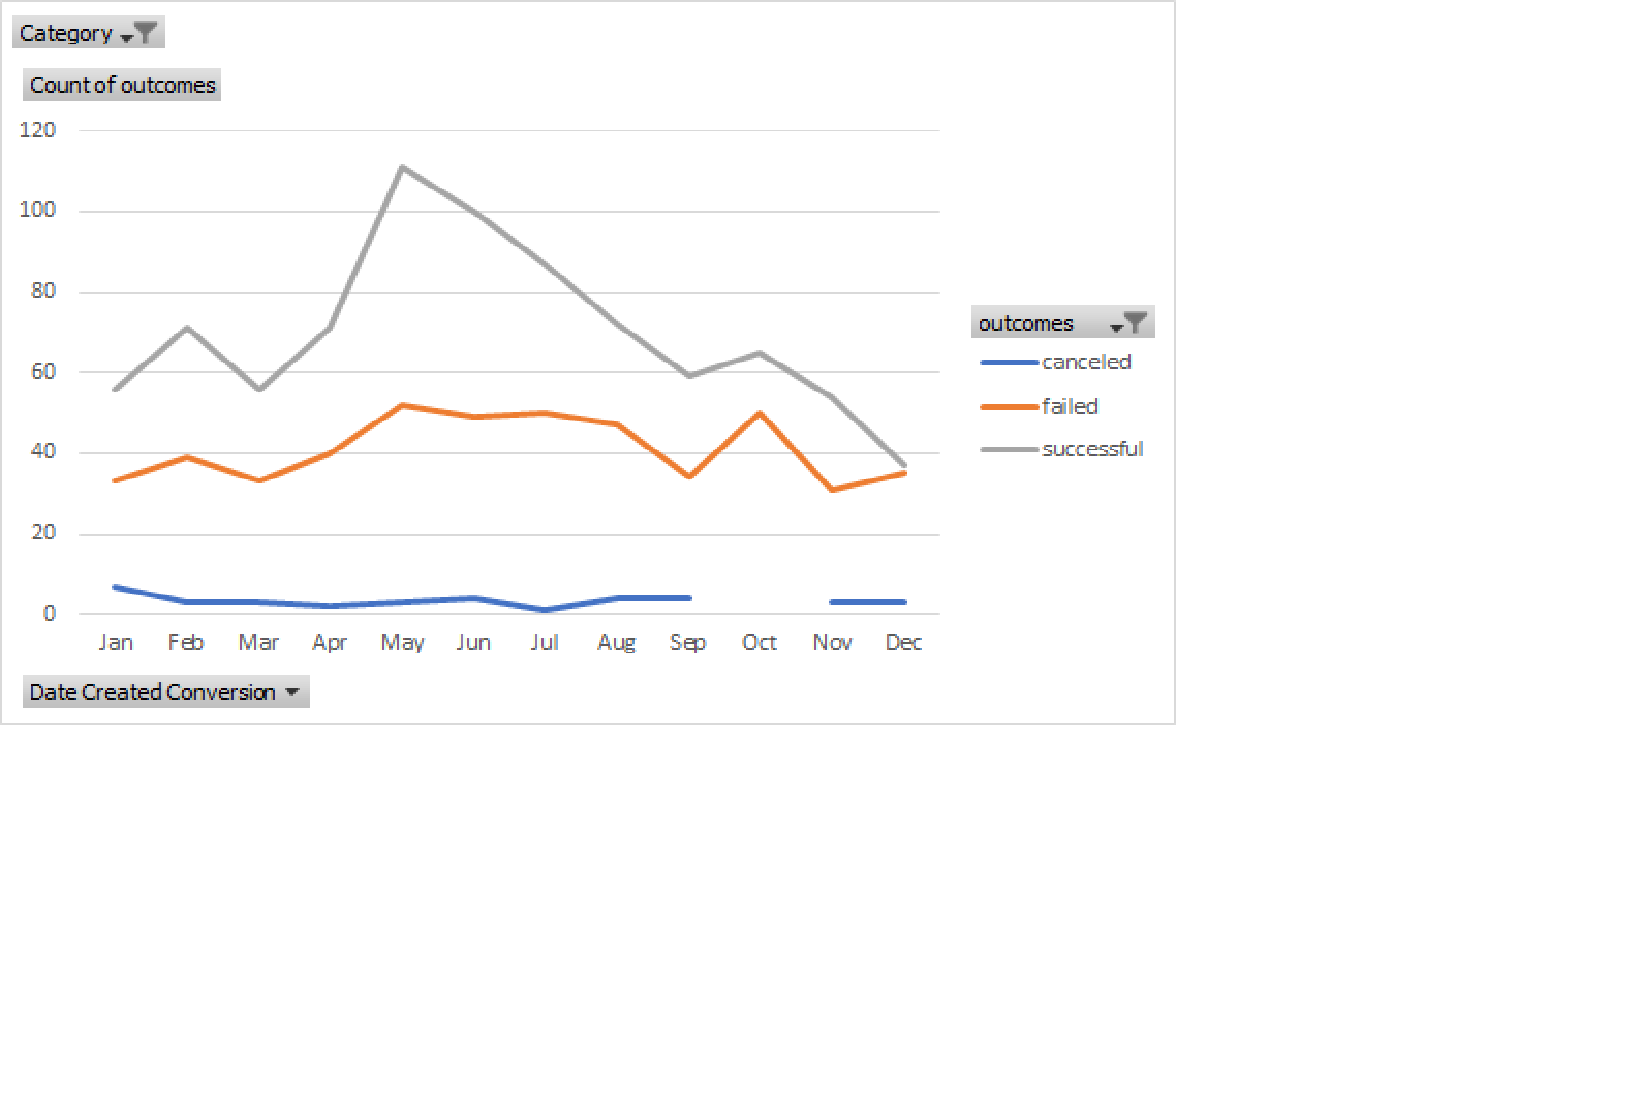 Category
Count of outcomes
120
100
80
60
40
20
0
Jan Feb Mar Apr May Jun Jul Aug Sep Oct Nov Dec
outcomes
canceled
failed
successful
Date Created Conversion